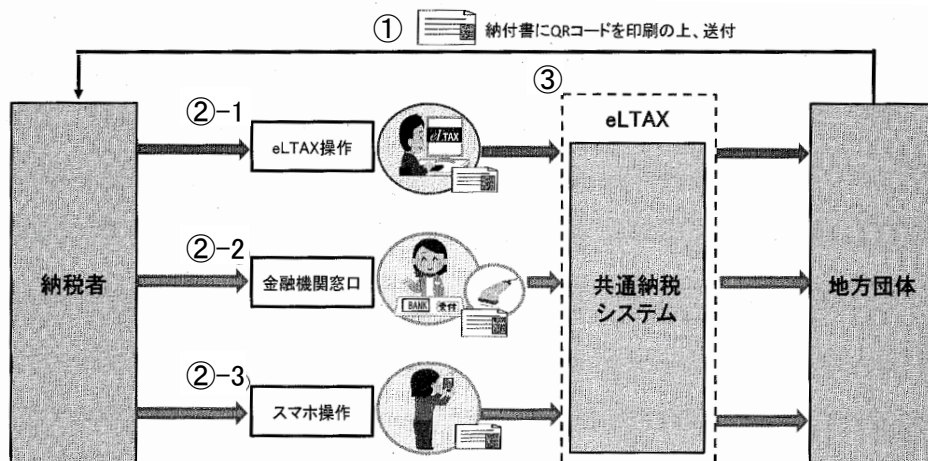 ① 納付書にQRコードを印刷の上、送付
③
②-1
eLTAX
eLTAX操作
eLTAX
②-2
納税者
金融機関窓口
BANK 受付
共通納税
システム
地方団体
②-3
スマホ操作